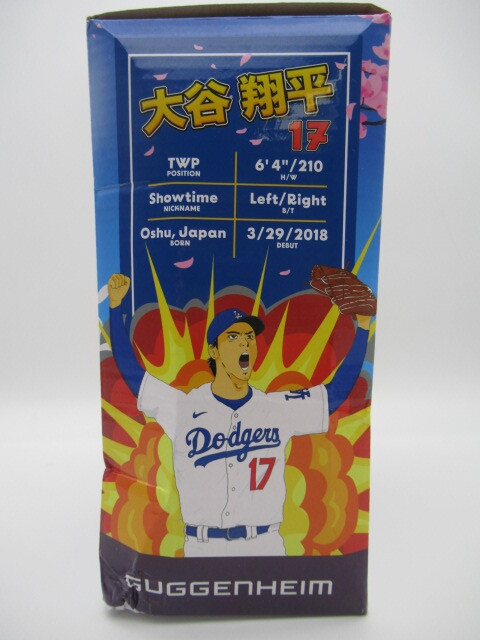 大谷 翔平
17
TWP 6'4"/210
POSITION H/W
Showtime Left/Right
NICKNAME B/T
Oshu, Japan 3/29/2018
BORN DEBUT
LA
Dodgers
17
GUGGENHEIM